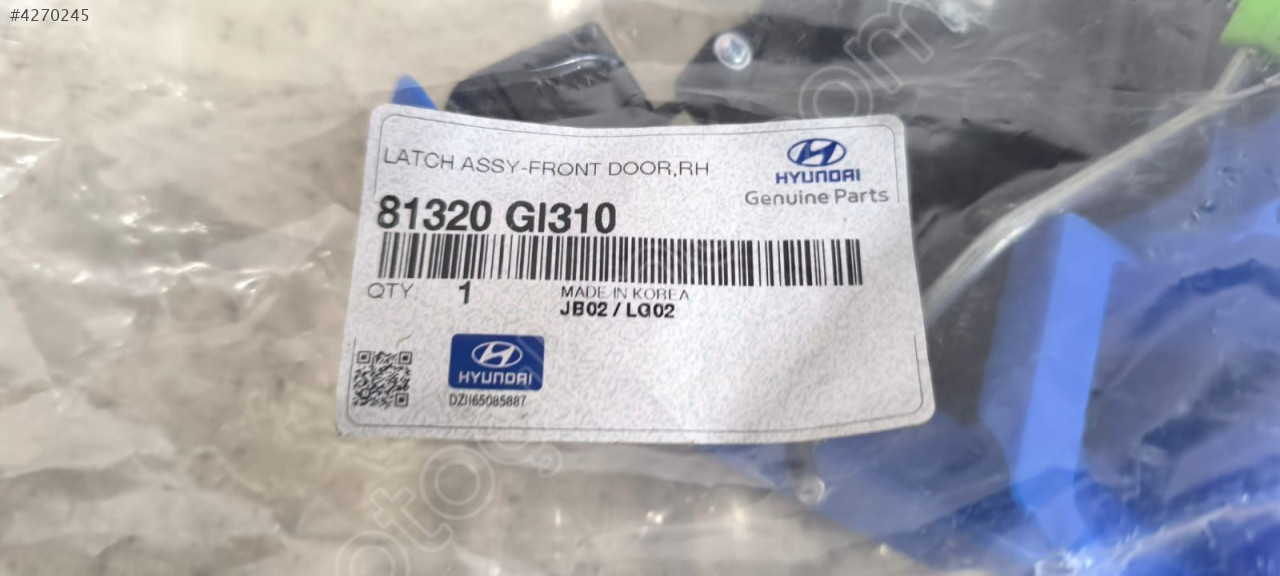 #4270245
LATCH ASSY-FRONT DOOR,RH
HYUNDAI
Genuine Parts
81320 GI310
QTY 1
MADE IN KOREA
JB02 / LG02
HYUNDAI
DZII65085887